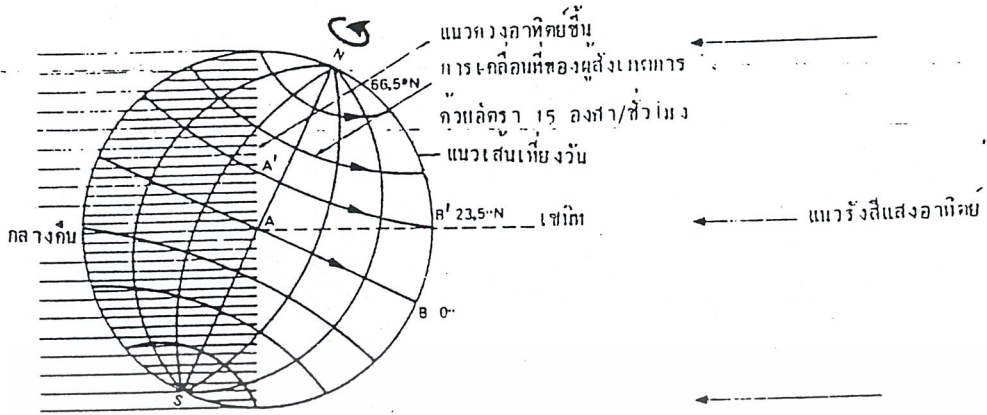 N
แนวดวงอาทิตย์ขึ้น
การเคลื่อนที่ของผู้สังเกตการ
66.5°N
ด้วยอัตรา 15 องศา/ชั่วโมง
แนวเส้นเที่ยงวัน
A'
B' 23.5°N
เซนิท
แนวรังสีแสงอาทิตย์
A
กลางคืน
B 0°
S